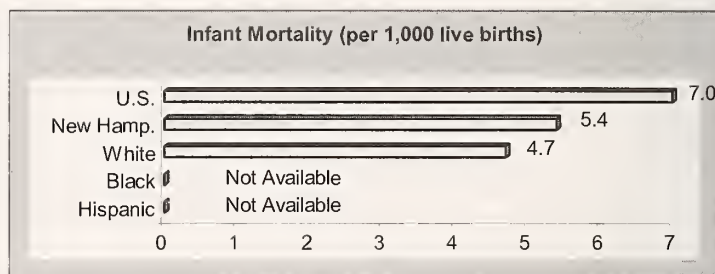 Infant Mortality (per 1,000 live births)
U.S. 7.0
New Hamp. 5.4
White 4.7
Black Not Available
Hispanic Not Available
0 1 2 3 4 5 6 7